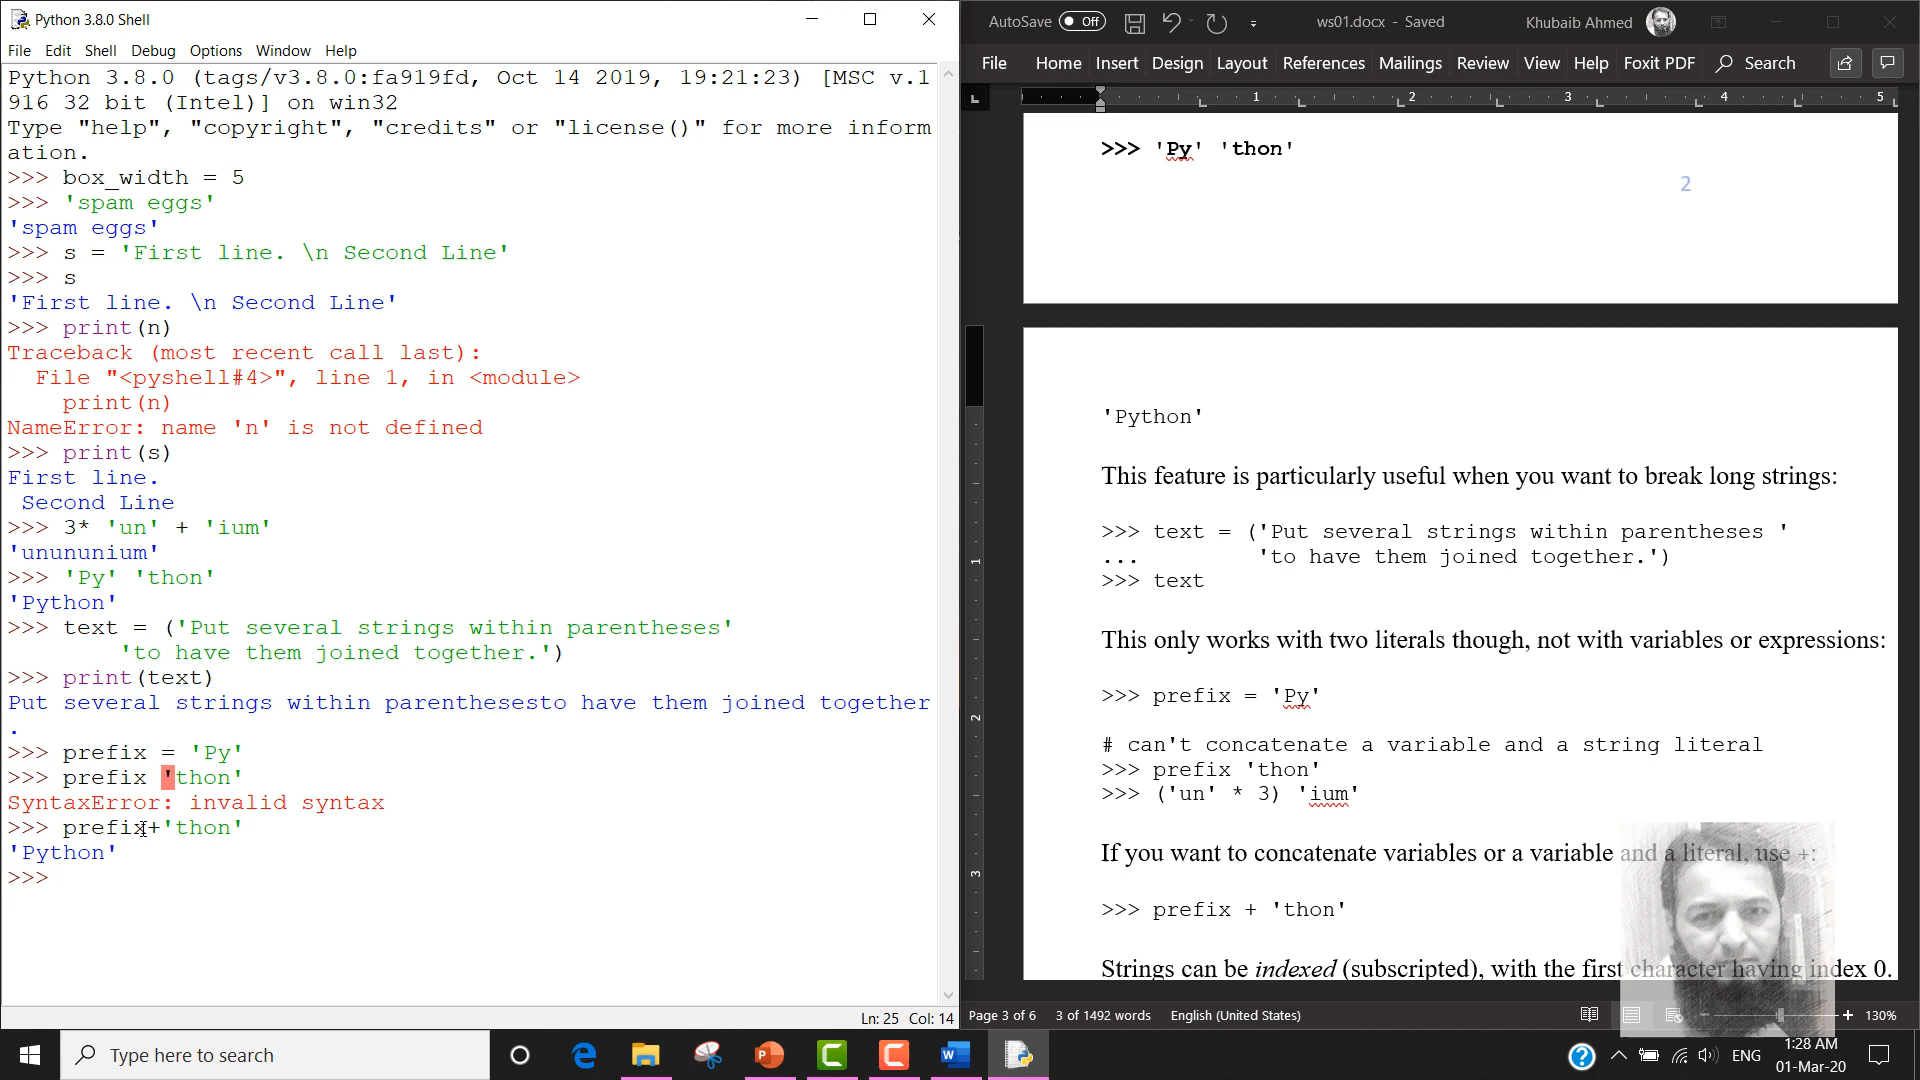 Python 3.8.0 Shell
File Edit Shell Debug Options Window Help
Python 3.8.0 (tags/v3.8.0:fa919fd, Oct 14 2019, 19:21:23) [MSC v.1
916 32 bit (Intel)] on win32
Type "help", "copyright", "credits" or "license()" for more inform
ation.
>>> box_width = 5
>>> 'spam eggs'
'spam eggs'
>>> s = 'First line. \n Second Line'
>>> s
'First line. \n Second Line'
>>> print(n)
Traceback (most recent call last):
  File "<pyshell#4>", line 1, in <module>
    print(n)
NameError: name 'n' is not defined
>>> print(s)
First line.
 Second Line
>>> 3* 'un' + 'ium'
'unununium'
>>> 'Py' 'thon'
'Python'
>>> text = ('Put several strings within parentheses'
        'to have them joined together.')
>>> print(text)
Put several strings within parenthesesto have them joined together
.
>>> prefix = 'Py'
>>> prefix 'thon'
SyntaxError: invalid syntax
>>> prefix+'thon'
'Python'
>>>
Ln: 25 Col: 14
AutoSave Off ws01.docx - Saved Khubaib Ahmed
File Home Insert Design Layout References Mailings Review View Help Foxit PDF Search
1 2 3 4 5
>>> 'Py' 'thon'
2
'Python'
This feature is particularly useful when you want to break long strings:
>>> text = ('Put several strings within parentheses '
...         'to have them joined together.')
>>> text
This only works with two literals though, not with variables or expressions:
>>> prefix = 'Py'
# can't concatenate a variable and a string literal
>>> prefix 'thon'
>>> ('un' * 3) 'ium'
If you want to concatenate variables or a variable and a literal, use +:
>>> prefix + 'thon'
Strings can be indexed (subscripted), with the first character having index 0.
1
2
3
Page 3 of 6 3 of 1492 words English (United States) 130%
Type here to search
ENG
1:28 AM
01-Mar-20